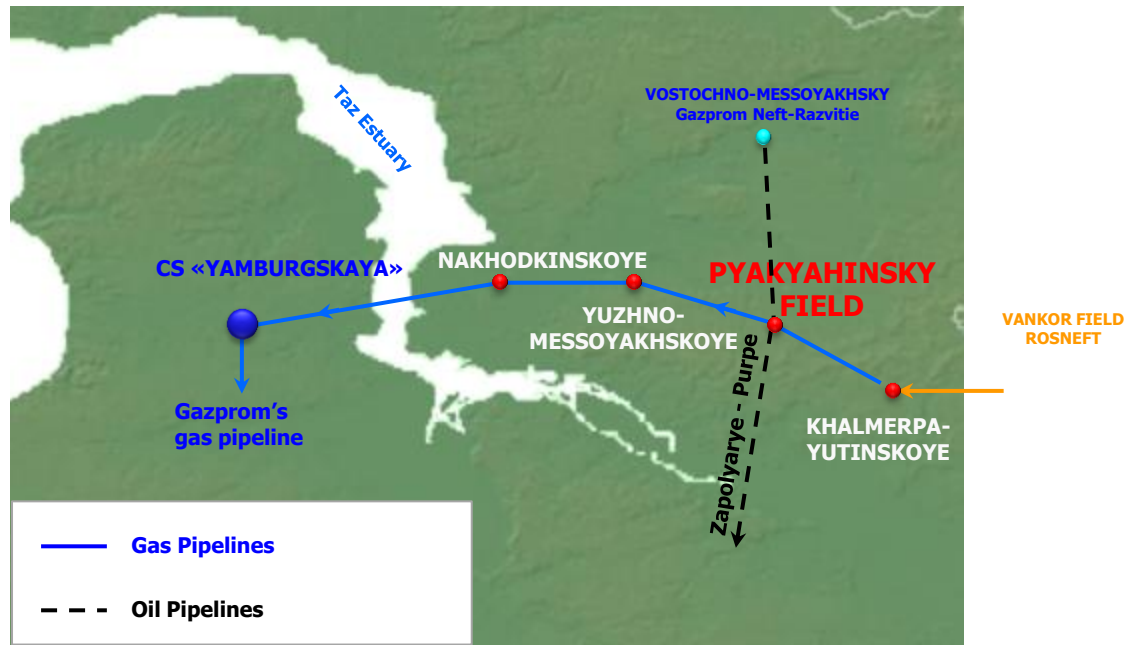 VOSTOCHNO-MESSOYAKHSKY
Gazprom Neft-Razvitie
Taz Estuary
CS «YAMBURGSKAYA»
NAKHODKINSKOYE
PYAKYAHINSKY
FIELD
YUZHNO-
MESSOYAKHSKOYE
VANKOR FIELD
ROSNEFT
Gazprom’s
gas pipeline
Zapolyarye - Purpe
KHALMERPA-
YUTINSKOYE
Gas Pipelines
Oil Pipelines